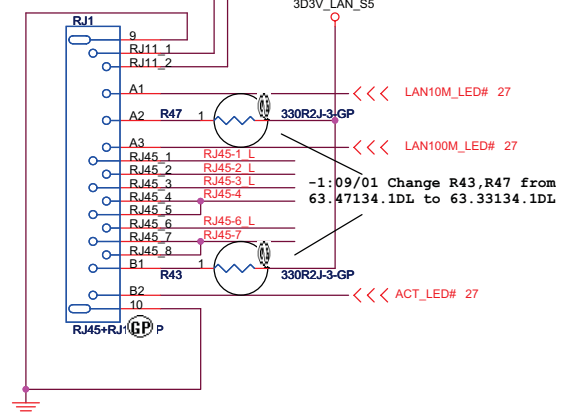 3D3V_LAN_S5
RJ1
9
RJ11_1
RJ11_2
A1
LAN10M_LED# 27
A2 R47 1 330R2J-3-GP
A3
LAN100M_LED# 27
RJ45_1 RJ45-1_L
RJ45_2 RJ45-2_L
RJ45_3 RJ45-3_L
RJ45_4 RJ45-4
RJ45_5
RJ45_6 RJ45-6_L
RJ45_7 RJ45-7
RJ45_8
-1:09/01 Change R43,R47 from
63.47134.1DL to 63.33134.1DL
B1 R43 1 330R2J-3-GP
B2
ACT_LED# 27
10
RJ45+RJ1 GP P